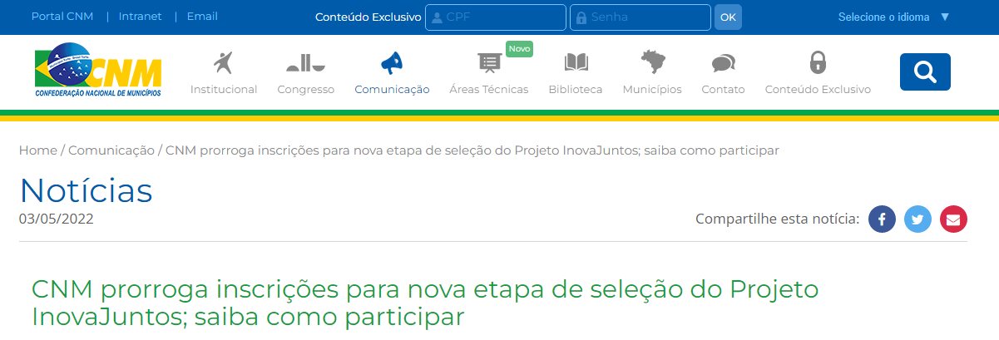 Portal CNM | Intranet | Email
Conteúdo Exclusivo CPF Senha OK
Selecione o idioma ▼
CNM
CONFEDERAÇÃO NACIONAL DE MUNICÍPIOS
Novo
Institucional Congresso Comunicação Áreas Técnicas Biblioteca Municípios Contato Conteúdo Exclusivo
Home / Comunicação / CNM prorroga inscrições para nova etapa de seleção do Projeto InovaJuntos; saiba como participar
Notícias
03/05/2022
Compartilhe esta notícia:
CNM prorroga inscrições para nova etapa de seleção do Projeto
InovaJuntos; saiba como participar